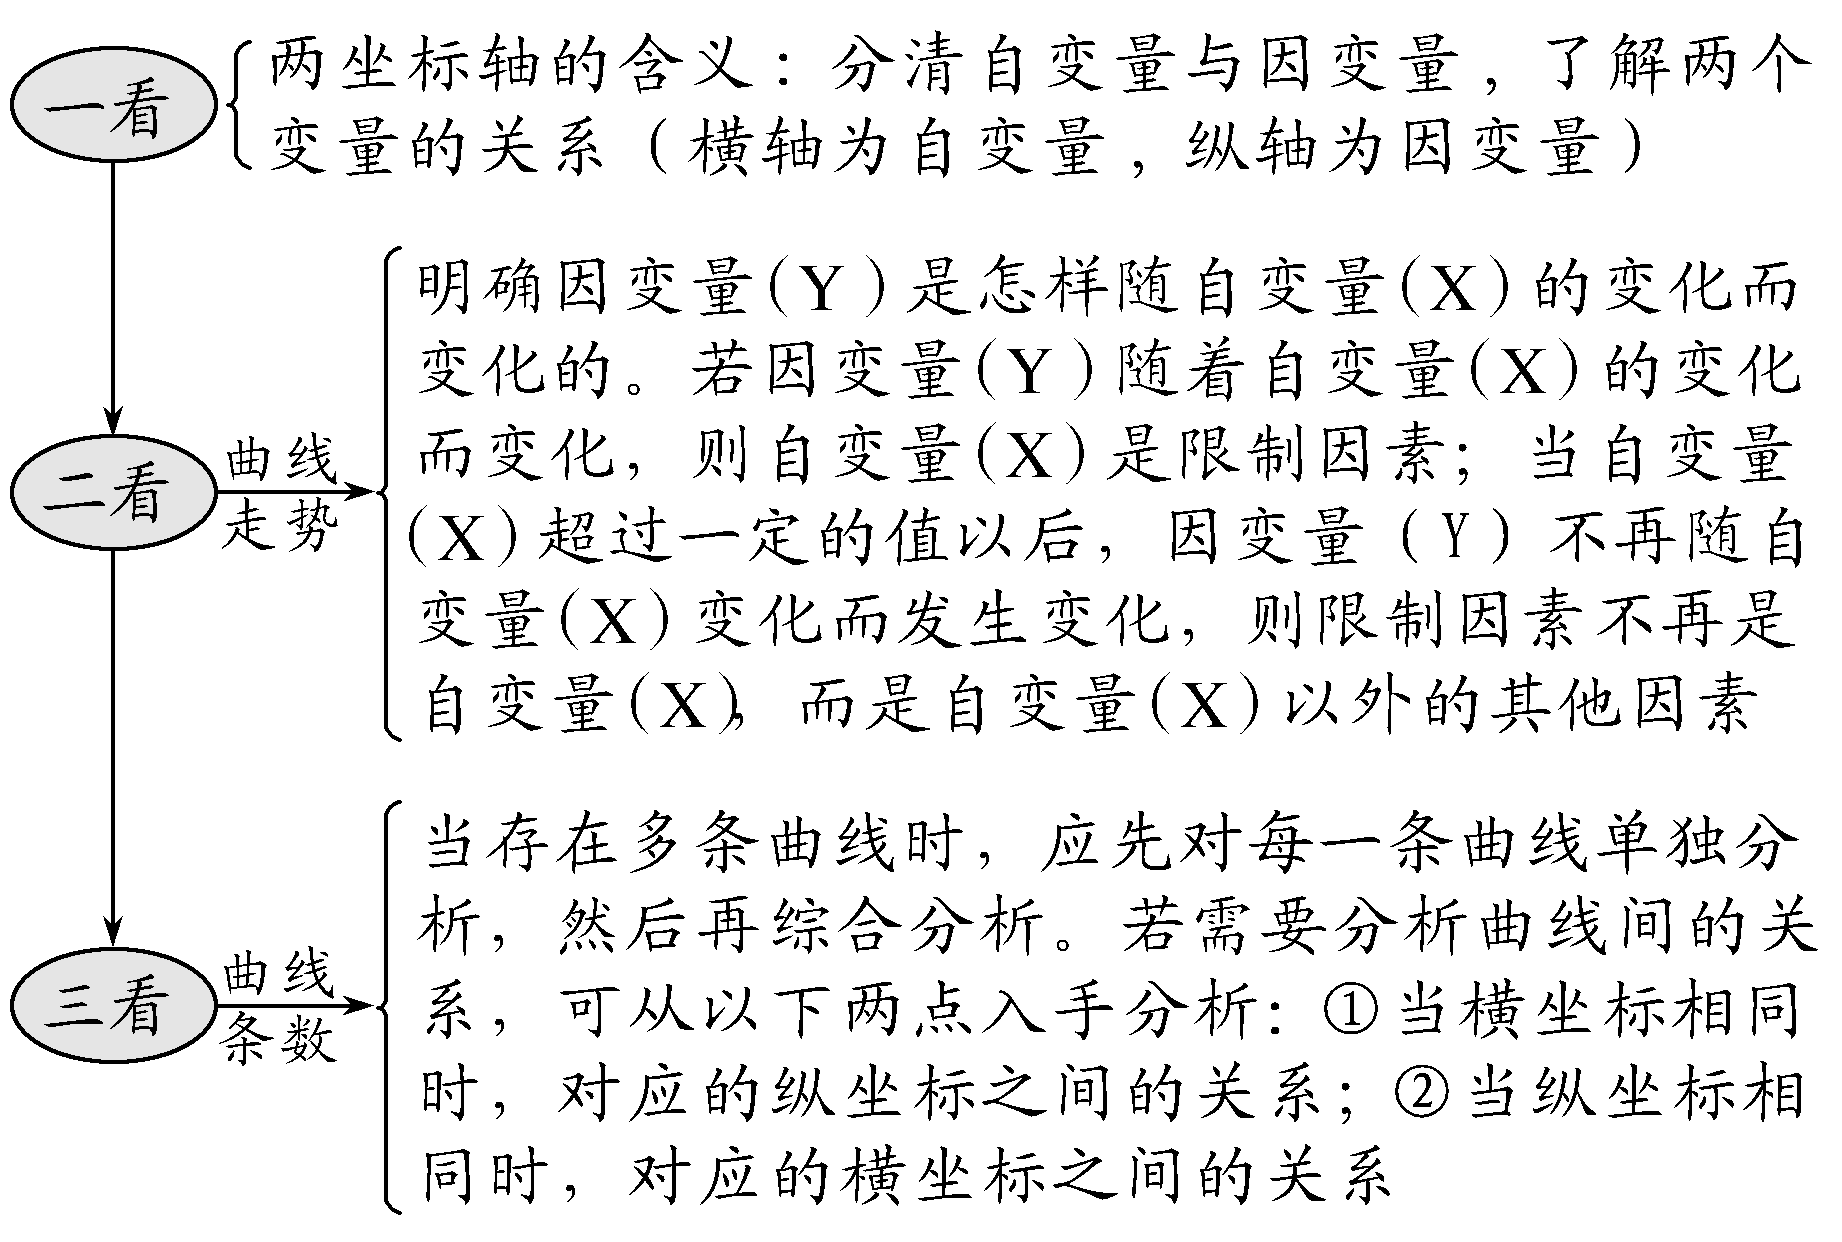 一看
两坐标轴的含义：分清自变量与因变量，了解两个
变量的关系（横轴为自变量，纵轴为因变量）
二看
曲线
走势
明确因变量(Y)是怎样随自变量(X)的变化而
变化的。若因变量(Y)随着自变量(X)的变化
而变化，则自变量(X)是限制因素；当自变量
(X)超过一定的值以后，因变量（Y）不再随自
变量(X)变化而发生变化，则限制因素不再是
自变量(X)，而是自变量(X)以外的其他因素
三看
曲线
条数
当存在多条曲线时，应先对每一条曲线单独分
析，然后再综合分析。若需要分析曲线间的关
系，可从以下两点入手分析：①当横坐标相同
时，对应的纵坐标之间的关系；②当纵坐标相
同时，对应的横坐标之间的关系